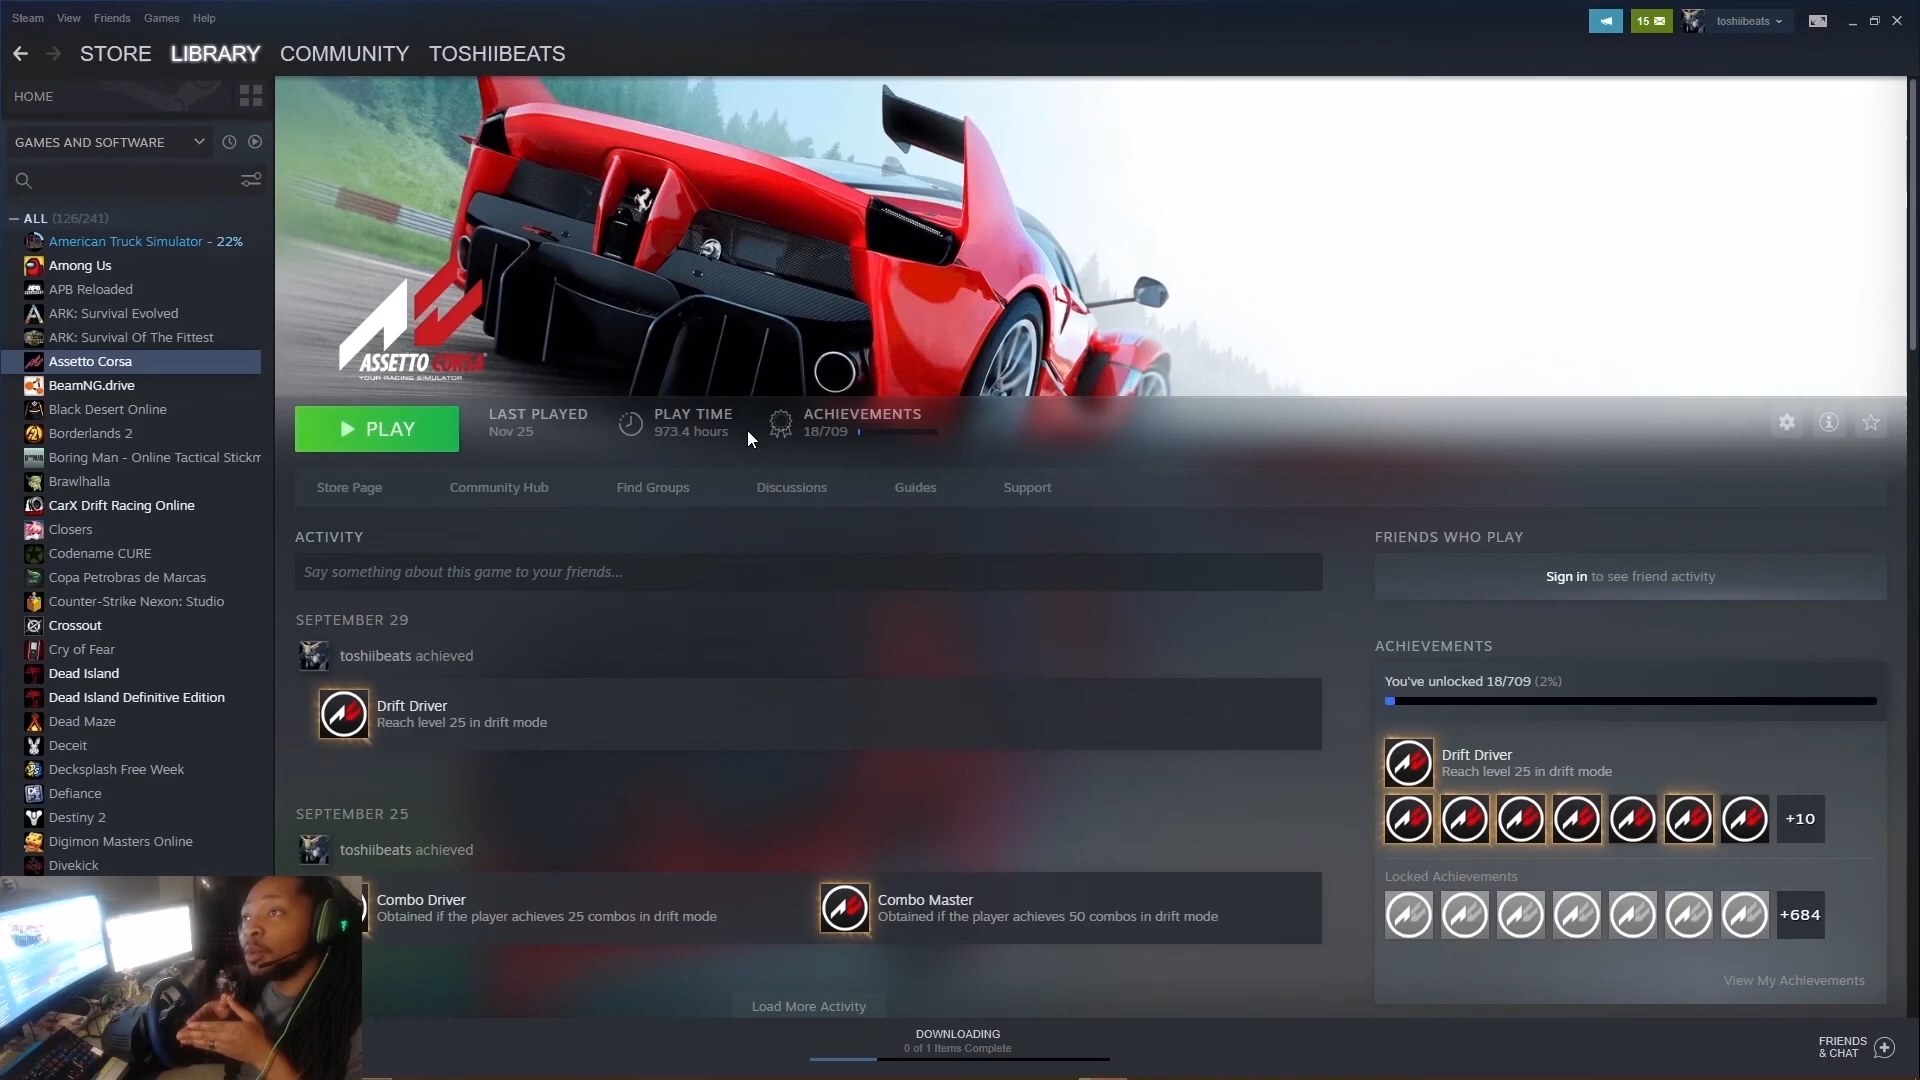 Steam View Friends Games Help
15 toshiibeats
STORE LIBRARY COMMUNITY TOSHIIBEATS
HOME
GAMES AND SOFTWARE
ALL (126/241)
American Truck Simulator - 22%
Among Us
APB Reloaded
ARK: Survival Evolved
ARK: Survival Of The Fittest
Assetto Corsa
BeamNG.drive
Black Desert Online
Borderlands 2
Boring Man - Online Tactical Stickm
Brawlhalla
CarX Drift Racing Online
Closers
Codename CURE
Copa Petrobras de Marcas
Counter-Strike Nexon: Studio
Crossout
Cry of Fear
Dead Island
Dead Island Definitive Edition
Dead Maze
Deceit
Decksplash Free Week
Defiance
Destiny 2
Digimon Masters Online
Divekick
ASSETTO CORSA
YOUR RACING SIMULATOR
PLAY
LAST PLAYED
Nov 25
PLAY TIME
973.4 hours
ACHIEVEMENTS
18/709
Store Page Community Hub Find Groups Discussions Guides Support
ACTIVITY
Say something about this game to your friends...
SEPTEMBER 29
toshiibeats achieved
Drift Driver
Reach level 25 in drift mode
SEPTEMBER 25
toshiibeats achieved
Combo Driver
Obtained if the player achieves 25 combos in drift mode
Combo Master
Obtained if the player achieves 50 combos in drift mode
Load More Activity
FRIENDS WHO PLAY
Sign in to see friend activity
ACHIEVEMENTS
You've unlocked 18/709 (2%)
Drift Driver
Reach level 25 in drift mode
+10
Locked Achievements
+684
View My Achievements
DOWNLOADING
0 of 1 Items Complete
FRIENDS
& CHAT